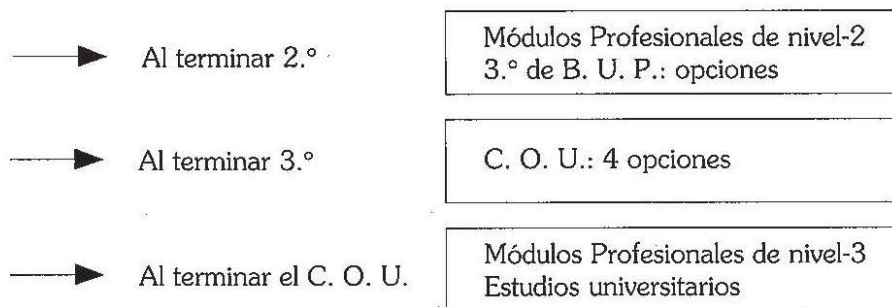 Al terminar 2.º
Módulos Profesionales de nivel-2
3.º de B. U. P.: opciones
Al terminar 3.º
C. O. U.: 4 opciones
Al terminar el C. O. U.
Módulos Profesionales de nivel-3
Estudios universitarios